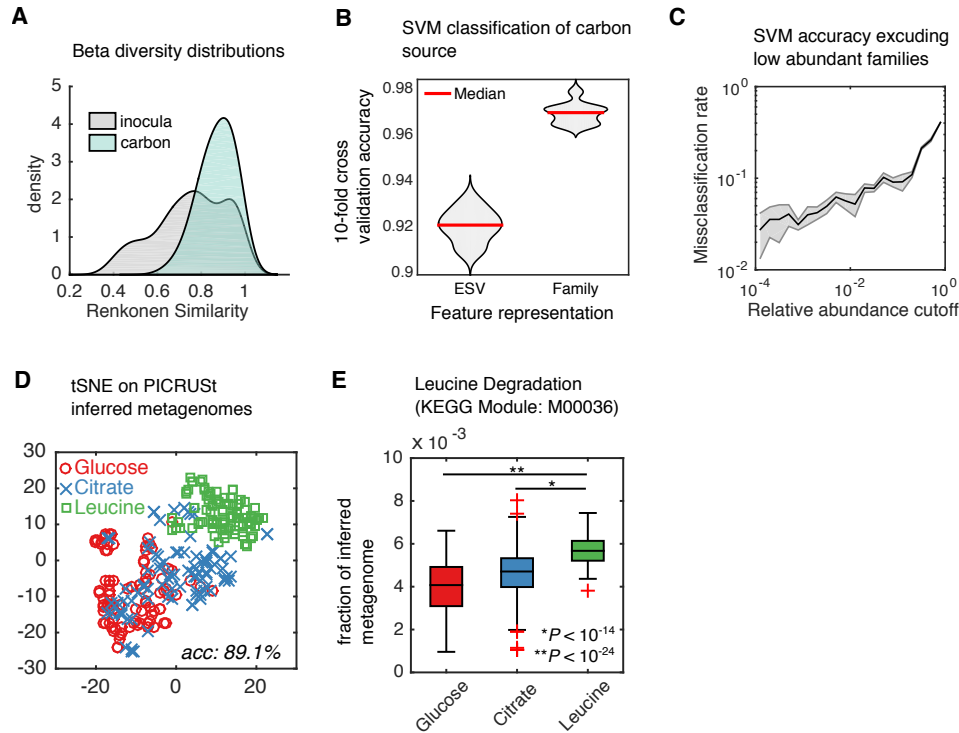 A
Beta diversity distributions
5
4
3
2
1
0
density
inocula
carbon
0.2
0.4
0.6
0.8
1
Renkonen Similarity
B
SVM classification of carbon
source
0.98
0.96
0.94
0.92
0.9
10-fold cross
validation accuracy
Median
ESV
Family
Feature representation
C
SVM accuracy excuding
low abundant families
10^0
10^-1
10^-2
Missclassification rate
10^-4
10^-2
10^0
Relative abundance cutoff
D
tSNE on PICRUSt
inferred metagenomes
30
20
10
0
-10
-20
-30
Glucose
Citrate
Leucine
acc: 89.1%
-20
0
20
E
Leucine Degradation
(KEGG Module: M00036)
x 10^-3
10
8
6
4
2
0
fraction of inferred
metagenome
**
*
*P < 10^-14
**P < 10^-24
Glucose
Citrate
Leucine